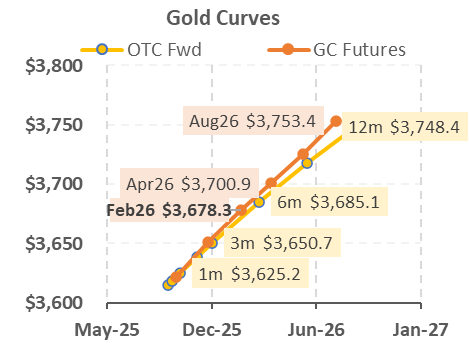 Gold Curves
OTC Fwd GC Futures
$3,800
$3,750
$3,700
$3,650
$3,600
Aug26 $3,753.4
12m $3,748.4
Apr26 $3,700.9
6m $3,685.1
Feb26 $3,678.3
3m $3,650.7
1m $3,625.2
May-25 Dec-25 Jun-26 Jan-27